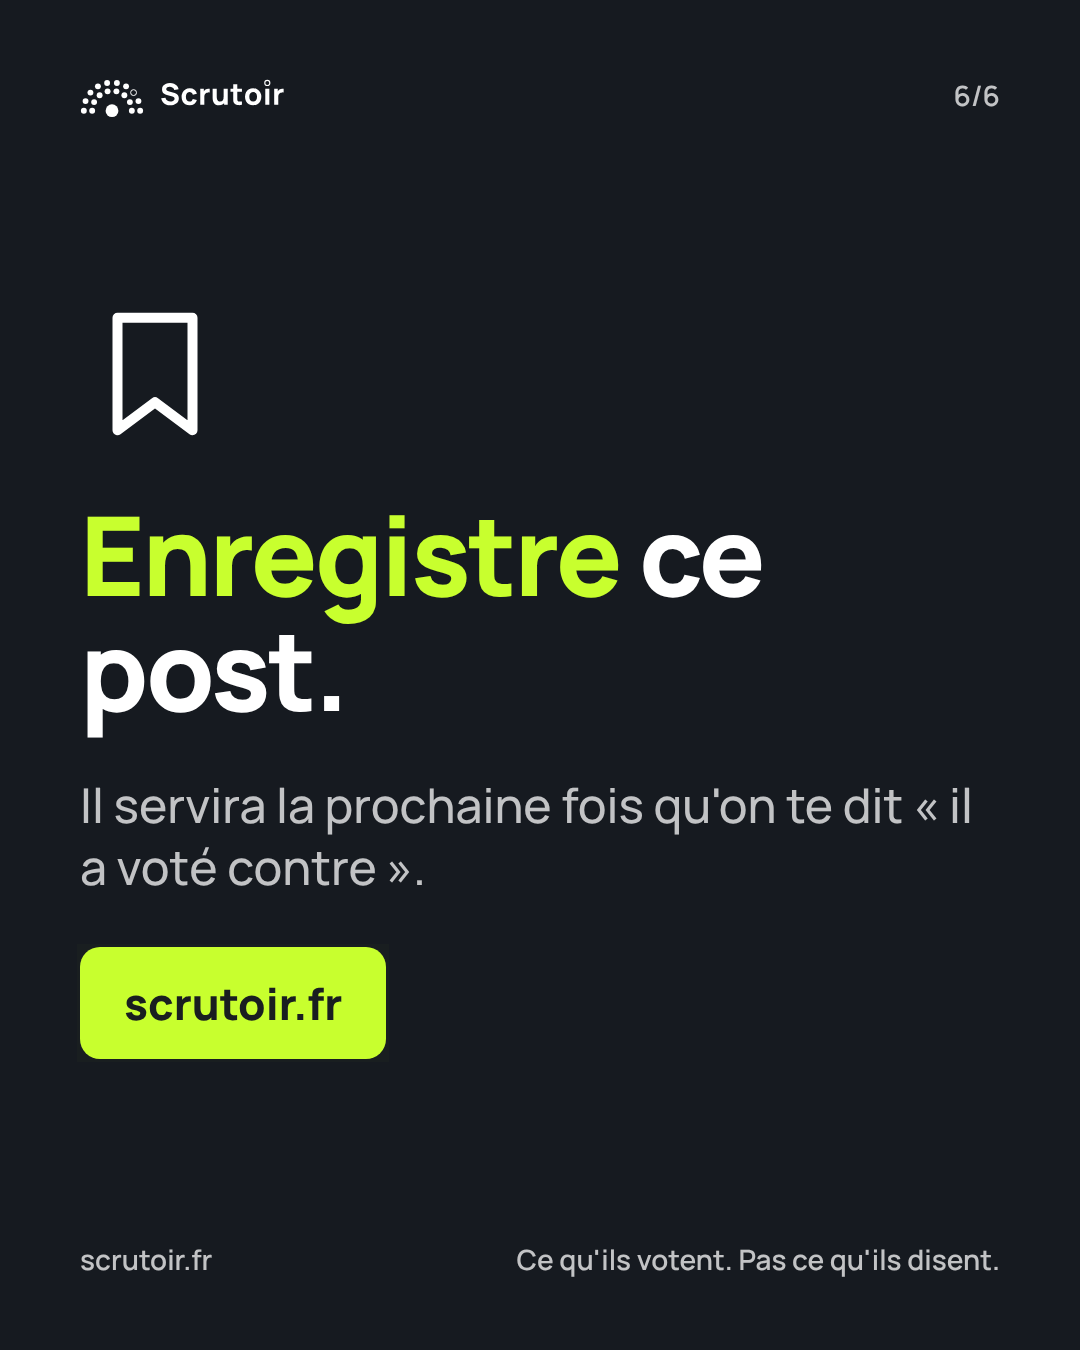 Scrutoir
6/6
Enregistre ce
post.
Il servira la prochaine fois qu'on te dit « il
a voté contre ».
scrutoir.fr
scrutoir.fr
Ce qu'ils votent. Pas ce qu'ils disent.